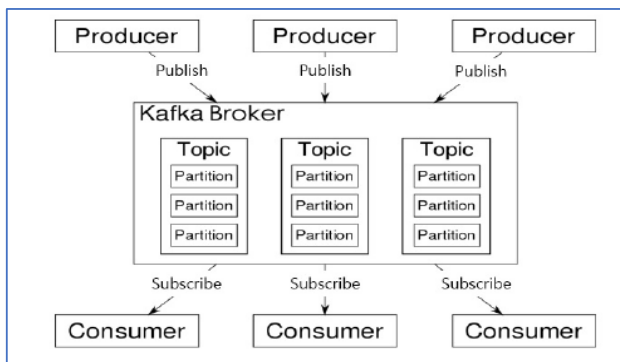 Producer Producer Producer
Publish Publish Publish
Kafka Broker
Topic Topic Topic
Partition Partition Partition
Partition Partition Partition
Partition Partition Partition
Subscribe Subscribe Subscribe
Consumer Consumer Consumer